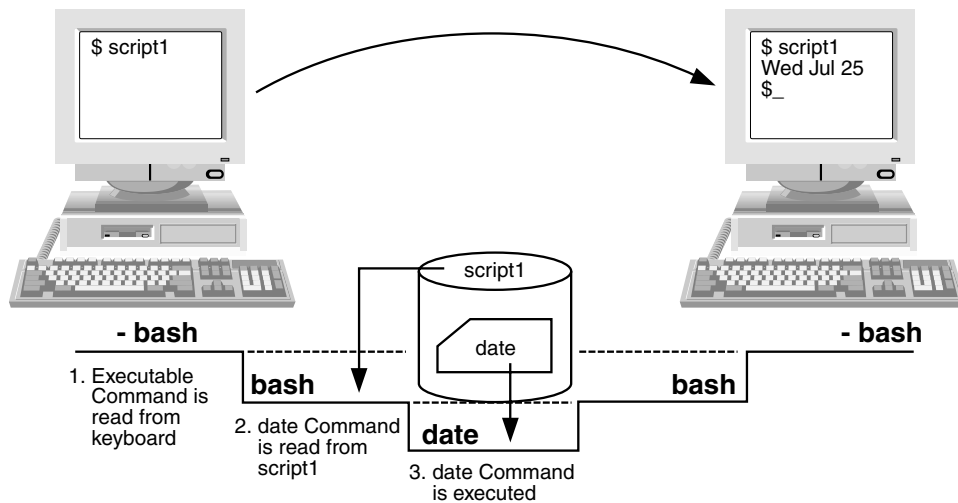 $ script1
$ script1
Wed Jul 25
$_
script1
date
- bash
- bash
bash
bash
date
1. Executable
Command is
read from
keyboard
2. date Command
is read from
script1
3. date Command
is executed